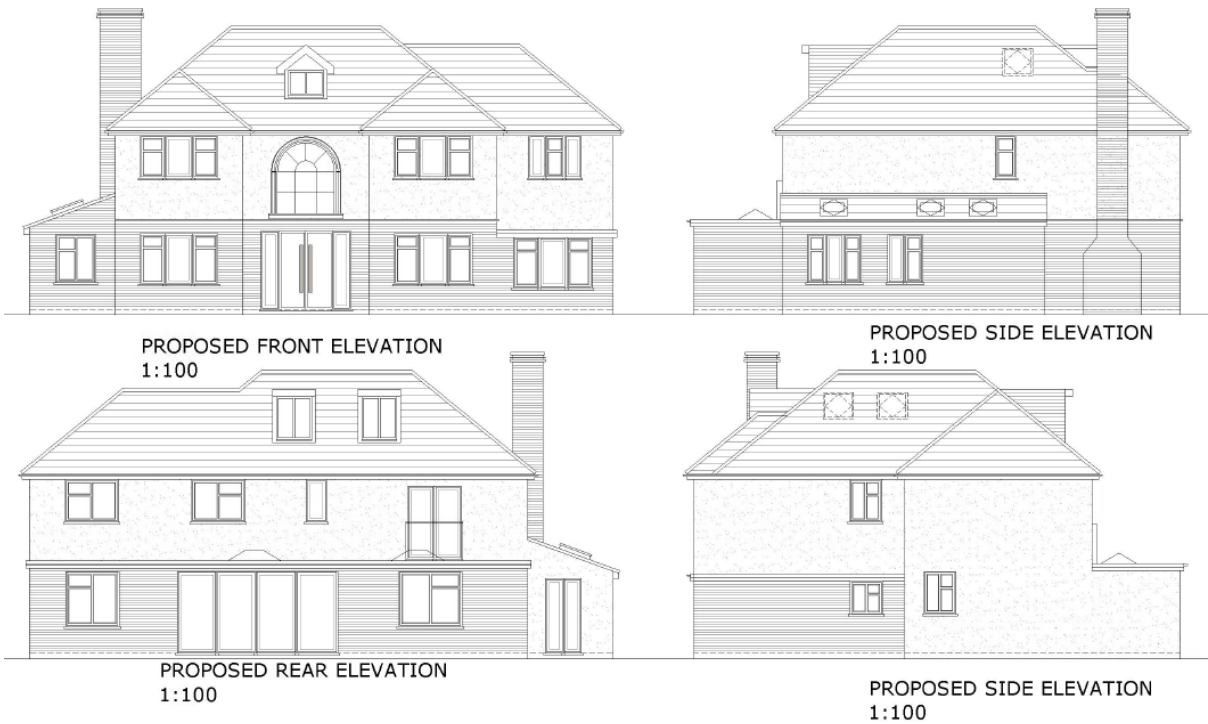 PROPOSED FRONT ELEVATION
1:100
PROPOSED SIDE ELEVATION
1:100
PROPOSED REAR ELEVATION
1:100
PROPOSED SIDE ELEVATION
1:100